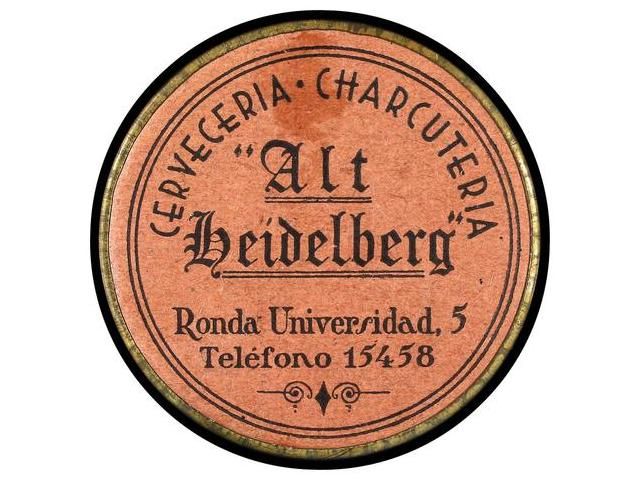 CERVECERIA · CHARCUTERIA
"Alt
Heidelberg"
Ronda Universidad, 5
Teléfono 15458